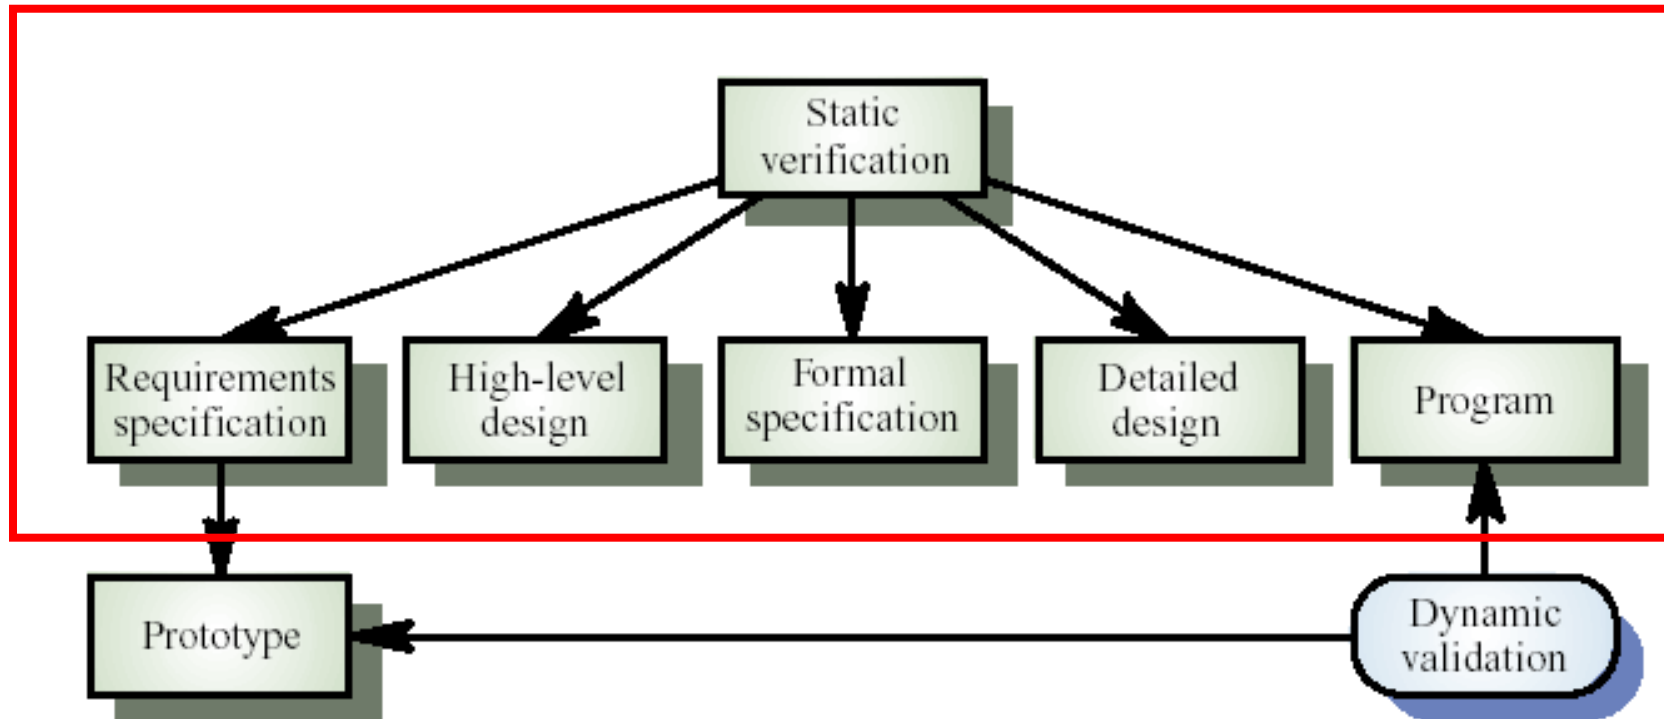 Static
verification
Requirements
specification
High-level
design
Formal
specification
Detailed
design
Program
Prototype
Dynamic
validation